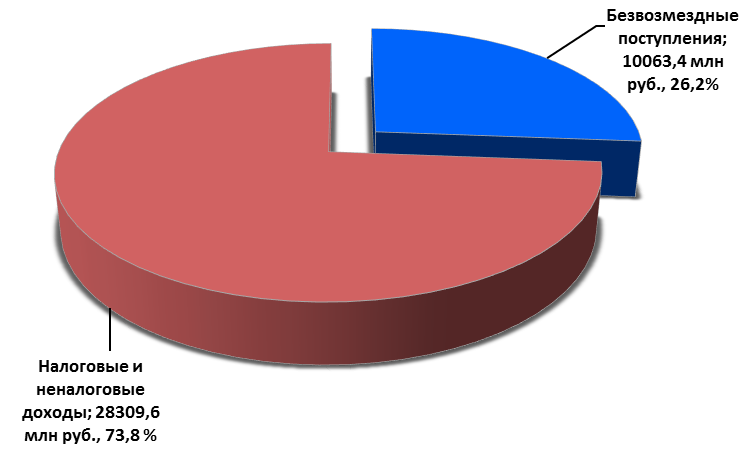 Безвозмездные
поступления;
10063,4 млн
руб., 26,2%
Налоговые и
неналоговые
доходы; 28309,6
млн руб., 73,8 %